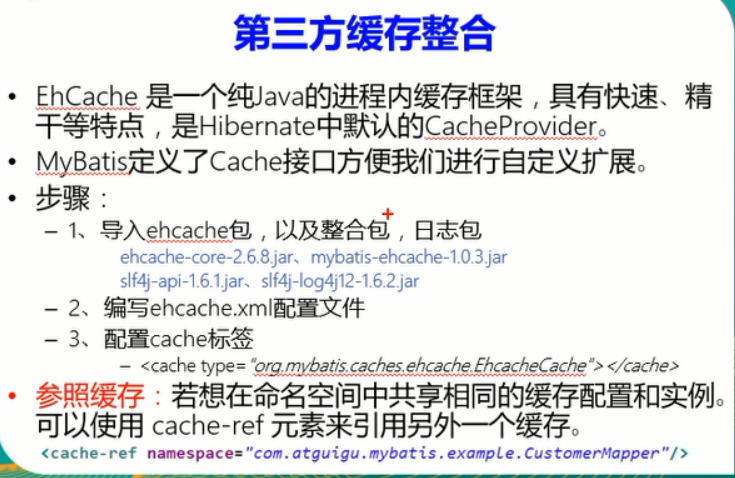 第三方缓存整合
• EhCache 是一个纯Java的进程内缓存框架，具有快速、精
干等特点，是Hibernate中默认的CacheProvider。
• MyBatis定义了Cache接口方便我们进行自定义扩展。
• 步骤：
– 1、导入ehcache包，以及整合包，日志包
ehcache-core-2.6.8.jar、mybatis-ehcache-1.0.3.jar
slf4j-api-1.6.1.jar、slf4j-log4j12-1.6.2.jar
– 2、编写ehcache.xml配置文件
– 3、配置cache标签
– <cache type="org.mybatis.caches.ehcache.EhcacheCache"></cache>
• 参照缓存：若想在命名空间中共享相同的缓存配置和实例。
可以使用 cache-ref 元素来引用另外一个缓存。
<cache-ref namespace="com.atguigu.mybatis.example.CustomerMapper"/>